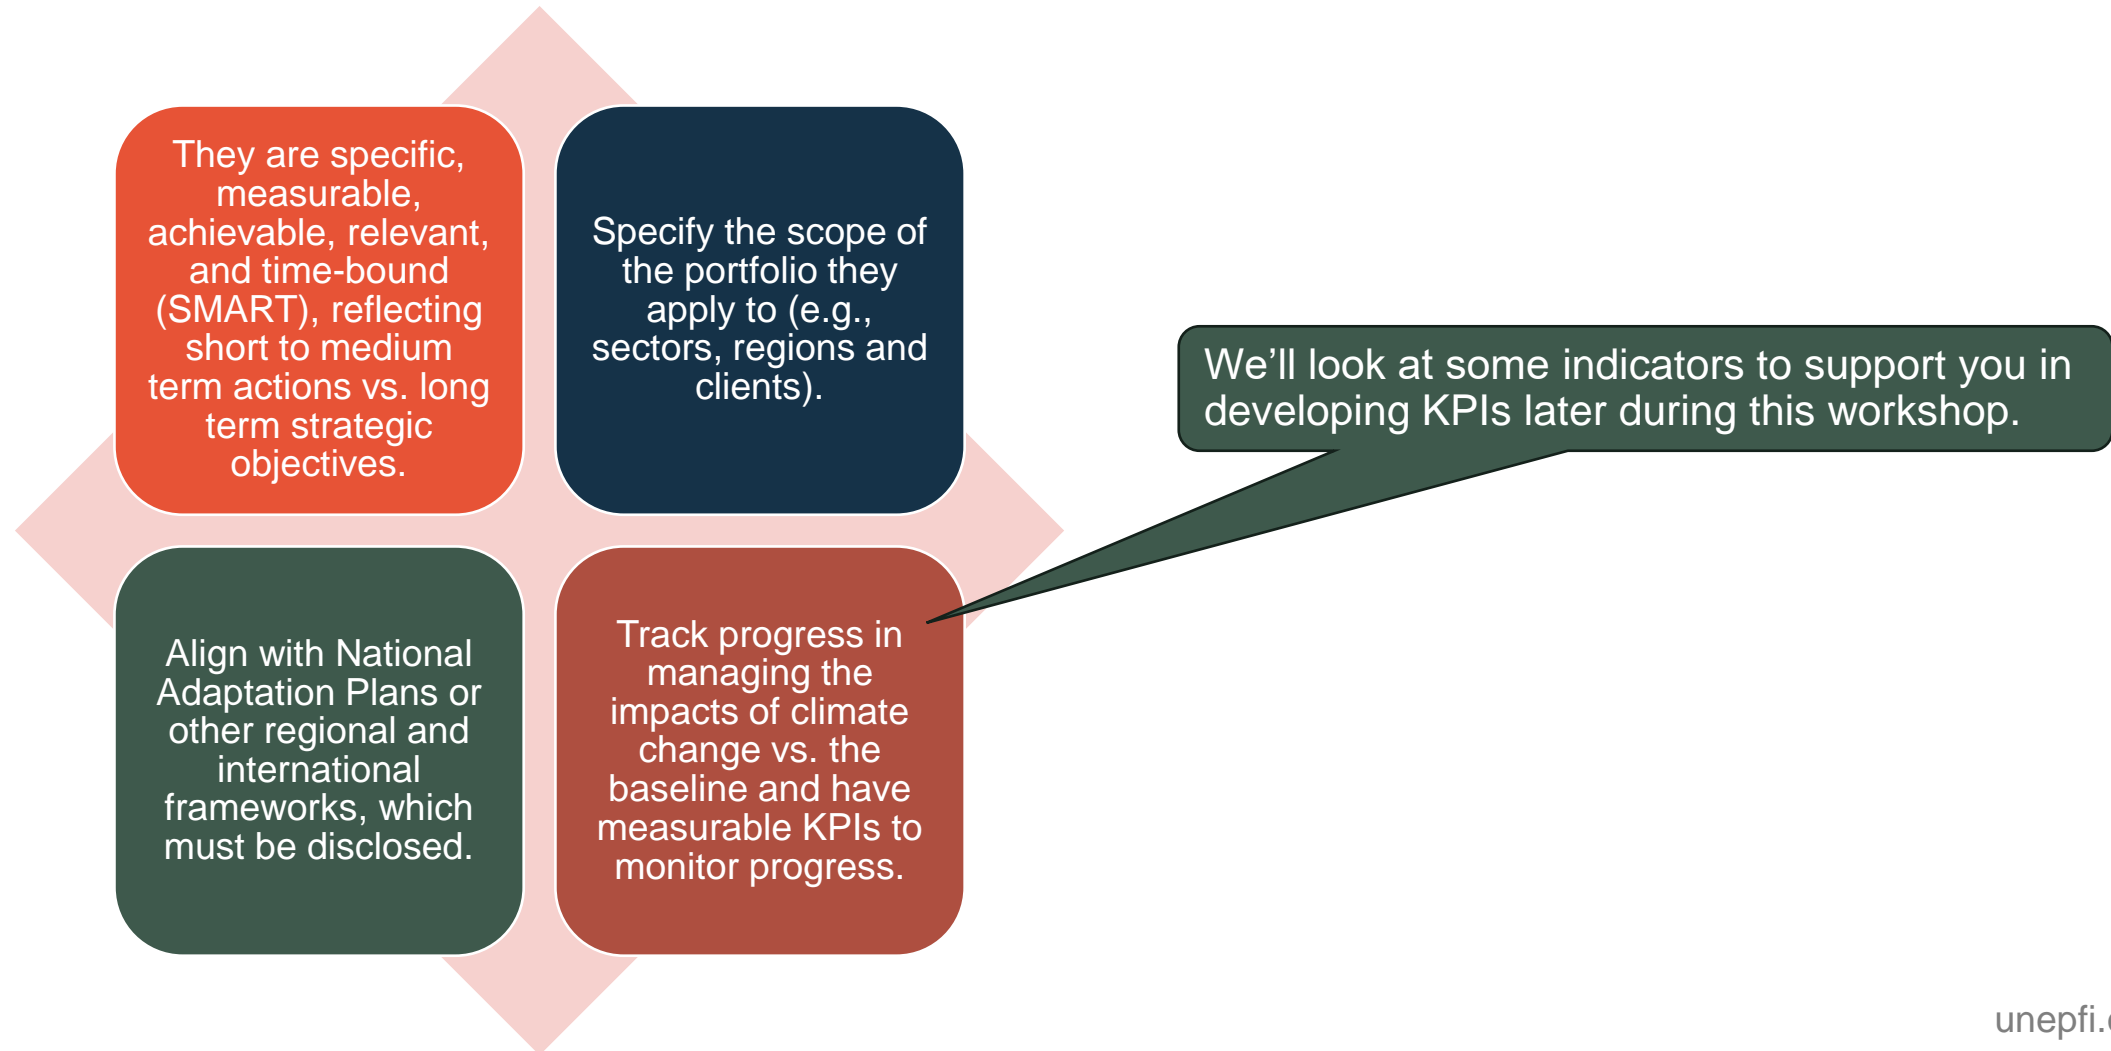 They are specific,
measurable,
achievable, relevant,
and time-bound
(SMART), reflecting
short to medium
term actions vs. long
term strategic
objectives.
Specify the scope of
the portfolio they
apply to (e.g.,
sectors, regions and
clients).
We’ll look at some indicators to support you in
developing KPIs later during this workshop.
Align with National
Adaptation Plans or
other regional and
international
frameworks, which
must be disclosed.
Track progress in
managing the
impacts of climate
change vs. the
baseline and have
measurable KPIs to
monitor progress.
unepfi.